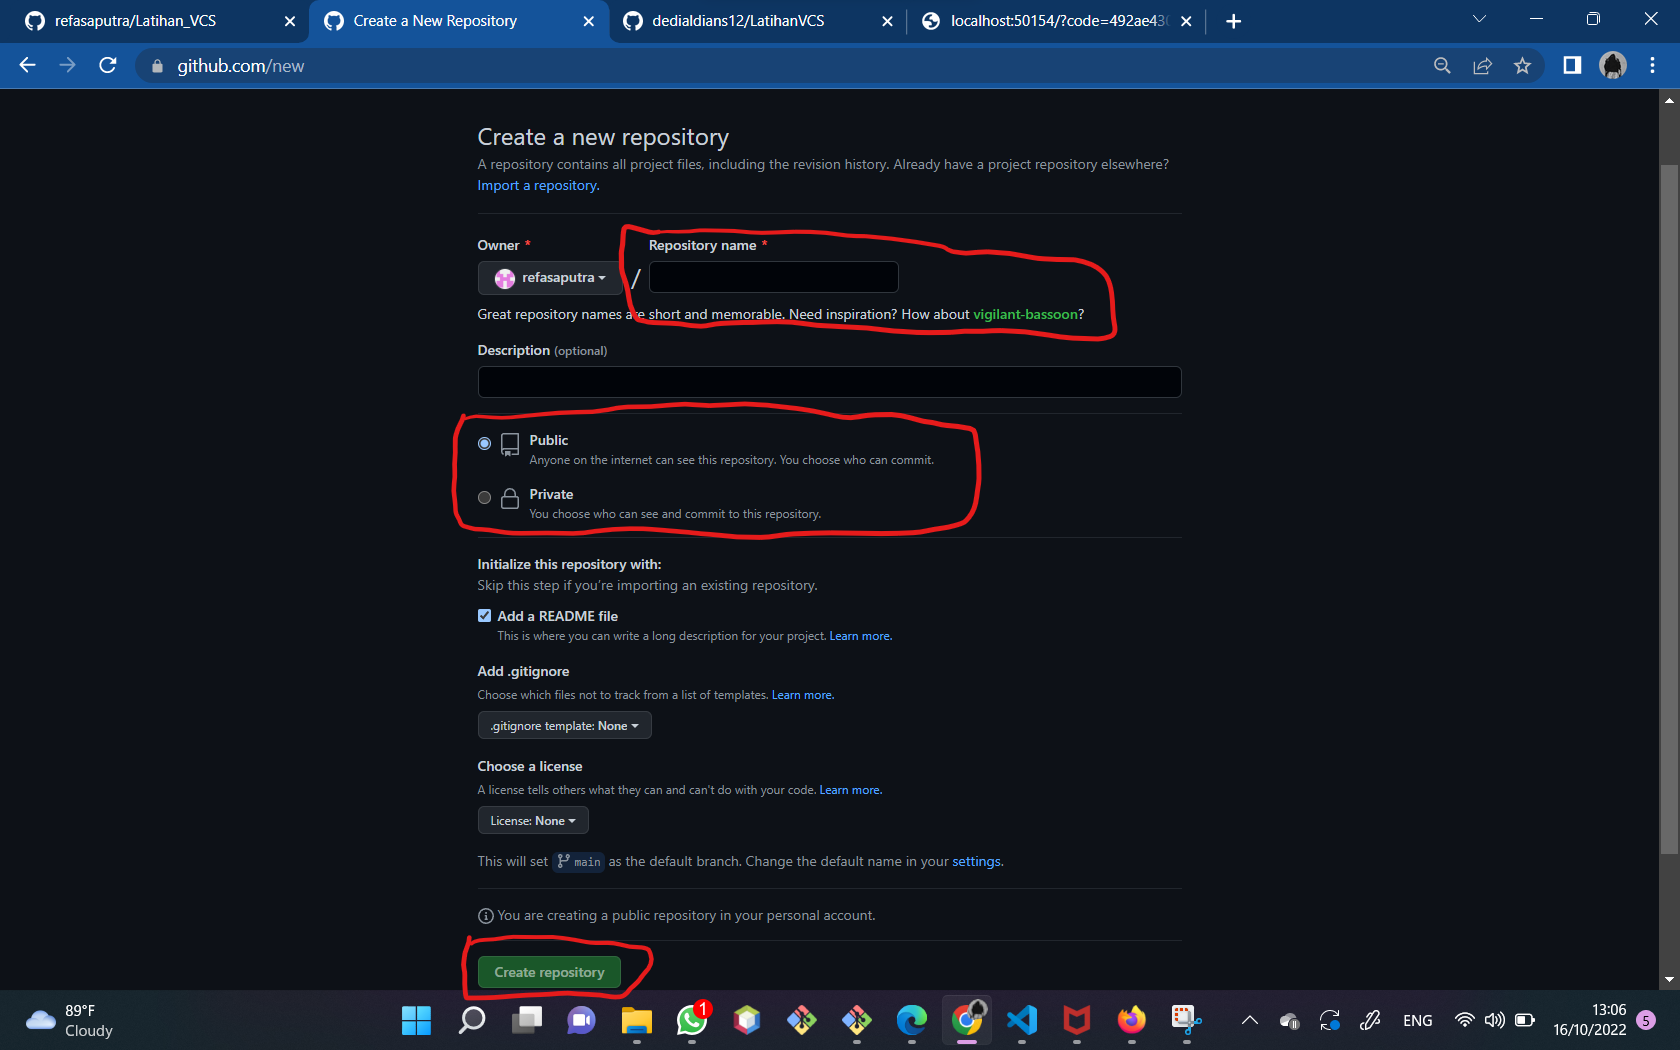 refasaputra/Latihan_VCS
Create a New Repository
dedialdians12/LatihanVCS
localhost:50154/?code=492ae43
github.com/new
Create a new repository
A repository contains all project files, including the revision history. Already have a project repository elsewhere?
Import a repository.
Owner *
Repository name *
refasaputra
/
Great repository names are short and memorable. Need inspiration? How about vigilant-bassoon?
Description (optional)
Public
Anyone on the internet can see this repository. You choose who can commit.
Private
You choose who can see and commit to this repository.
Initialize this repository with:
Skip this step if you're importing an existing repository.
Add a README file
This is where you can write a long description for your project. Learn more.
Add .gitignore
Choose which files not to track from a list of templates. Learn more.
.gitignore template: None
Choose a license
A license tells others what they can and can't do with your code. Learn more.
License: None
This will set main as the default branch. Change the default name in your settings.
You are creating a public repository in your personal account.
Create repository
89°F
Cloudy
1
ENG
13:06
16/10/2022
5